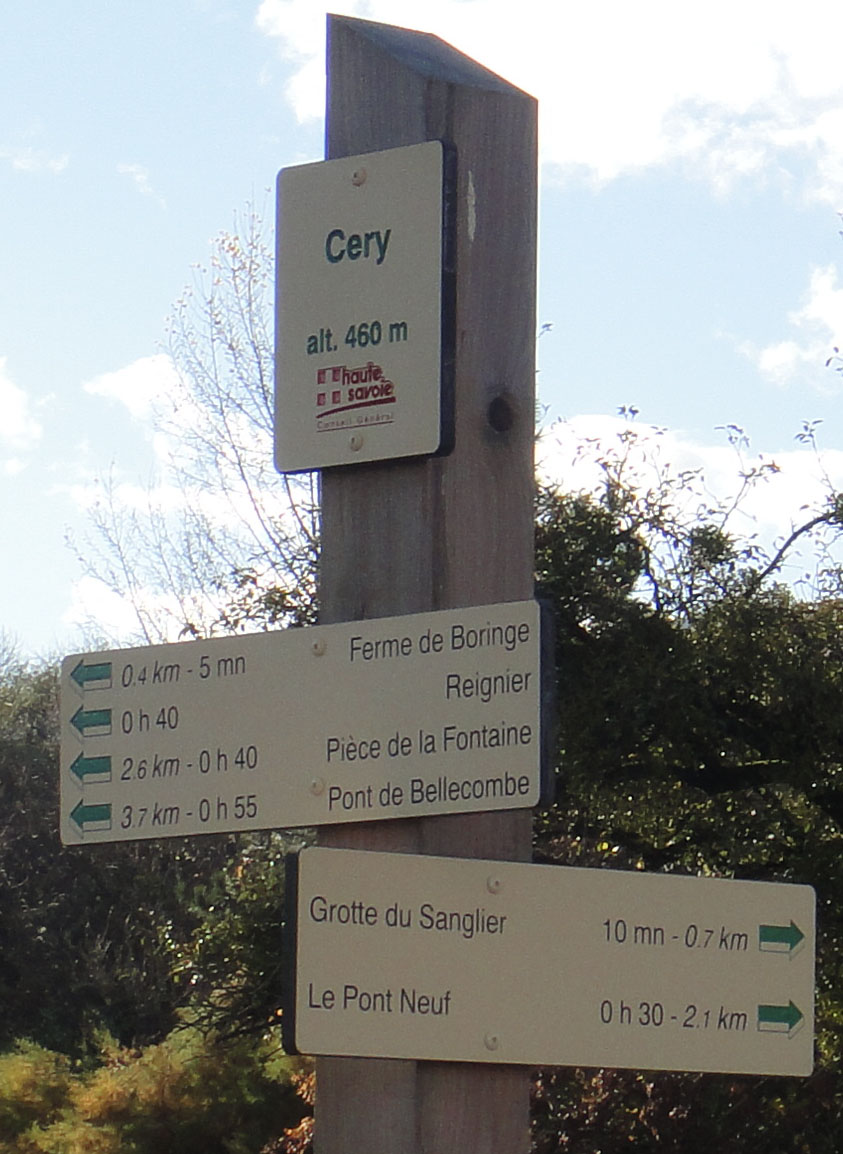 Cery
alt. 460 m
haute
savoie
Conseil Général
0.4 km - 5 mn Ferme de Boringe
0 h 40 Reignier
2.6 km - 0 h 40 Pièce de la Fontaine
3.7 km - 0 h 55 Pont de Bellecombe
Grotte du Sanglier 10 mn - 0.7 km
Le Pont Neuf 0 h 30 - 2.1 km